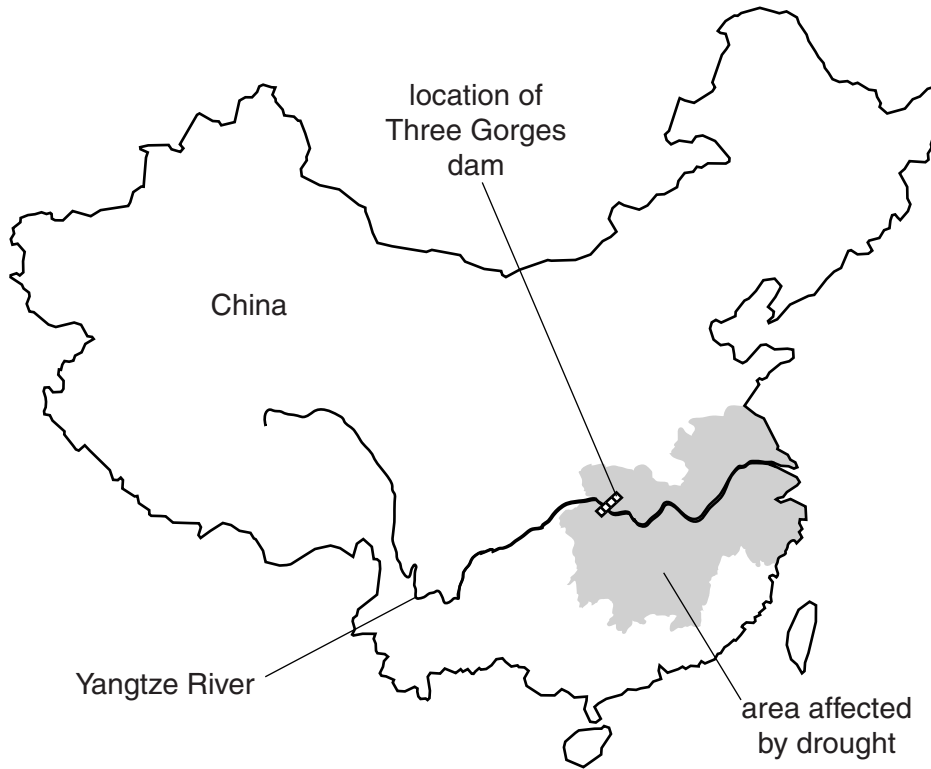 location of
Three Gorges
dam
China
Yangtze River
area affected
by drought